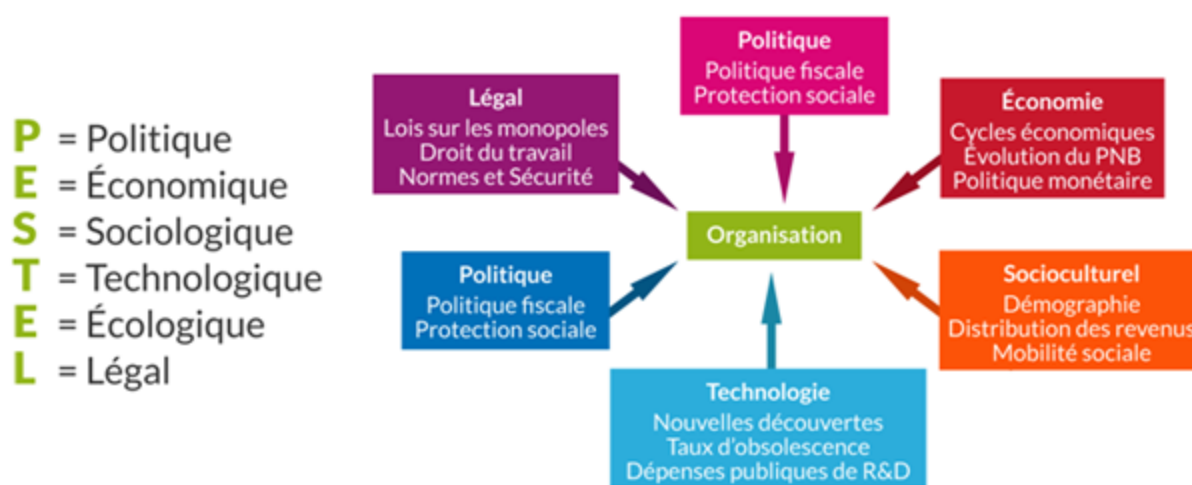 P = Politique
E = Économique
S = Sociologique
T = Technologique
E = Écologique
L = Légal
Politique
Politique fiscale
Protection sociale
Légal
Lois sur les monopoles
Droit du travail
Normes et Sécurité
Économie
Cycles économiques
Évolution du PNB
Politique monétaire
Organisation
Politique
Politique fiscale
Protection sociale
Socioculturel
Démographie
Distribution des revenus
Mobilité sociale
Technologie
Nouvelles découvertes
Taux d'obsolescence
Dépenses publiques de R&D